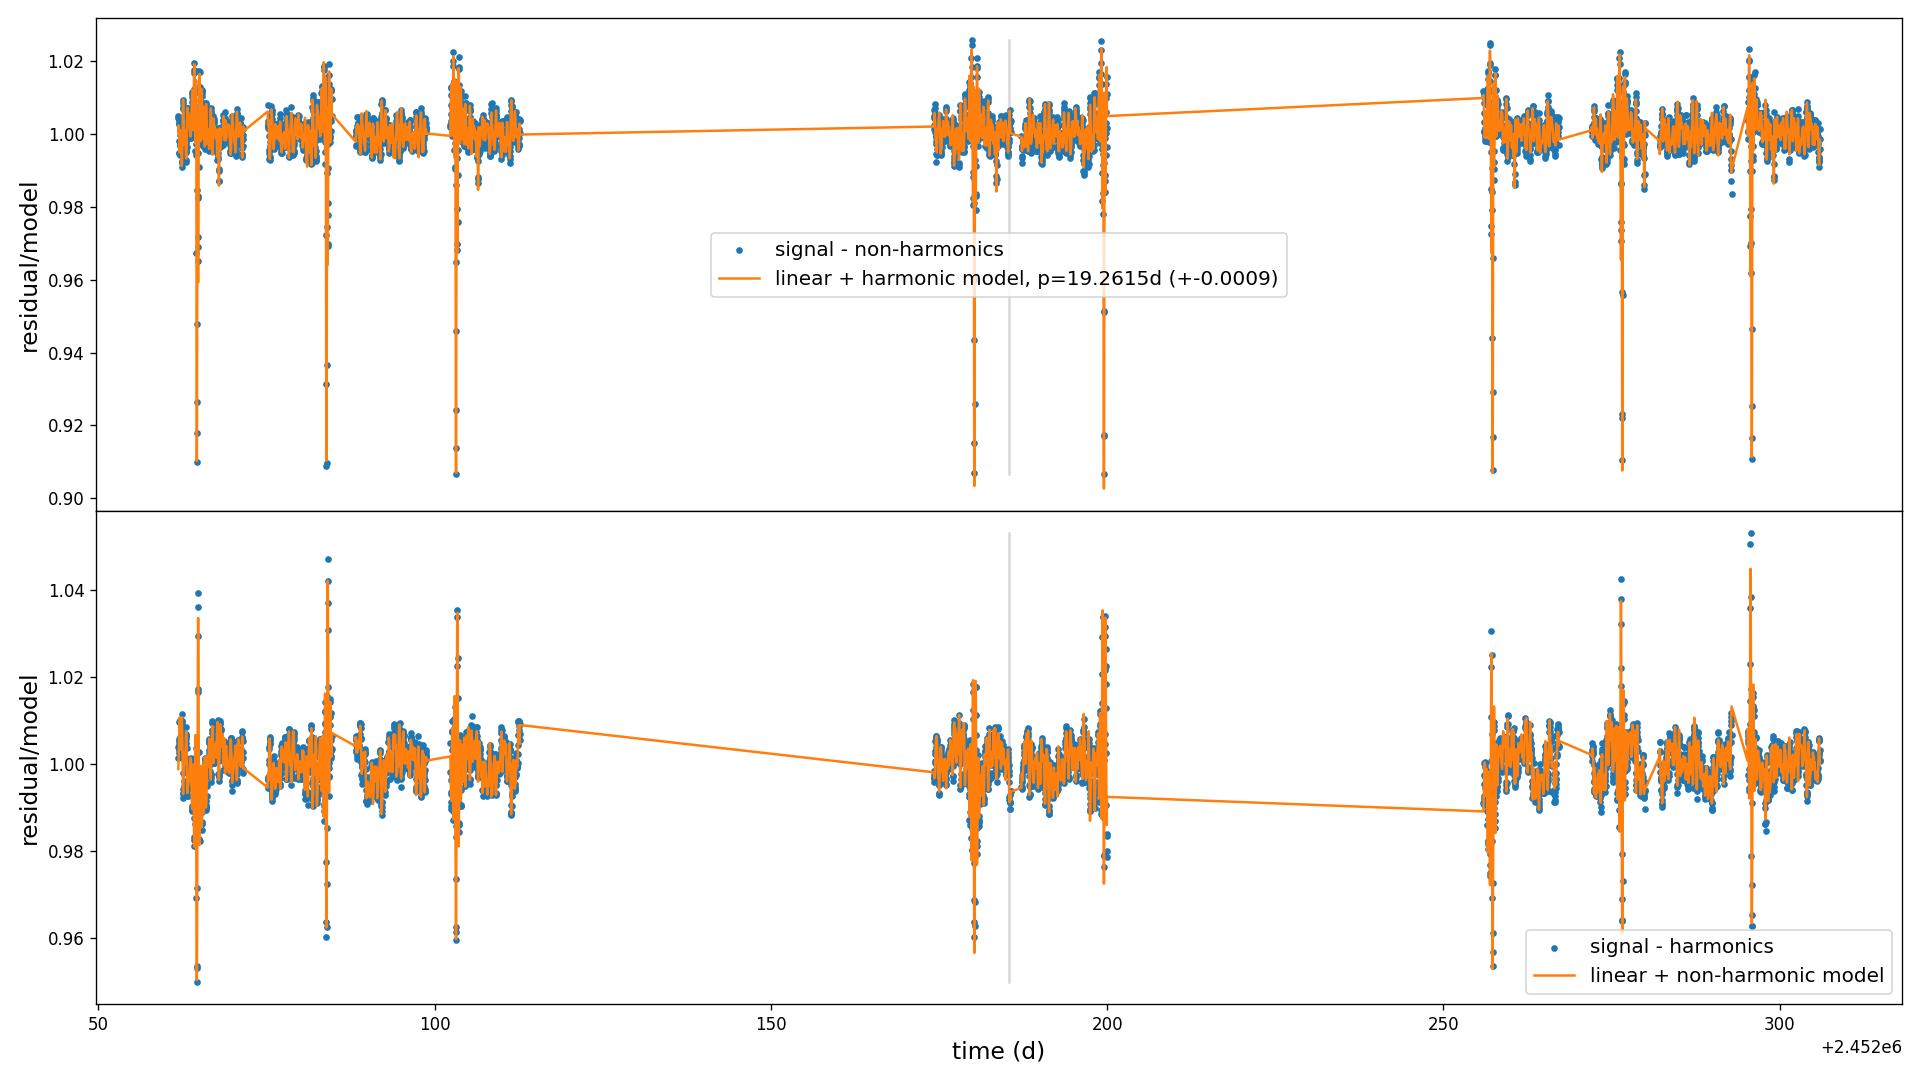 residual/model
1.02
1.00
0.98
0.96
0.94
0.92
0.90
signal - non-harmonics
linear + harmonic model, p=19.2615d (+-0.0009)
residual/model
1.04
1.02
1.00
0.98
0.96
signal - harmonics
linear + non-harmonic model
50 100 150 200 250 300
time (d)
+2.452e6